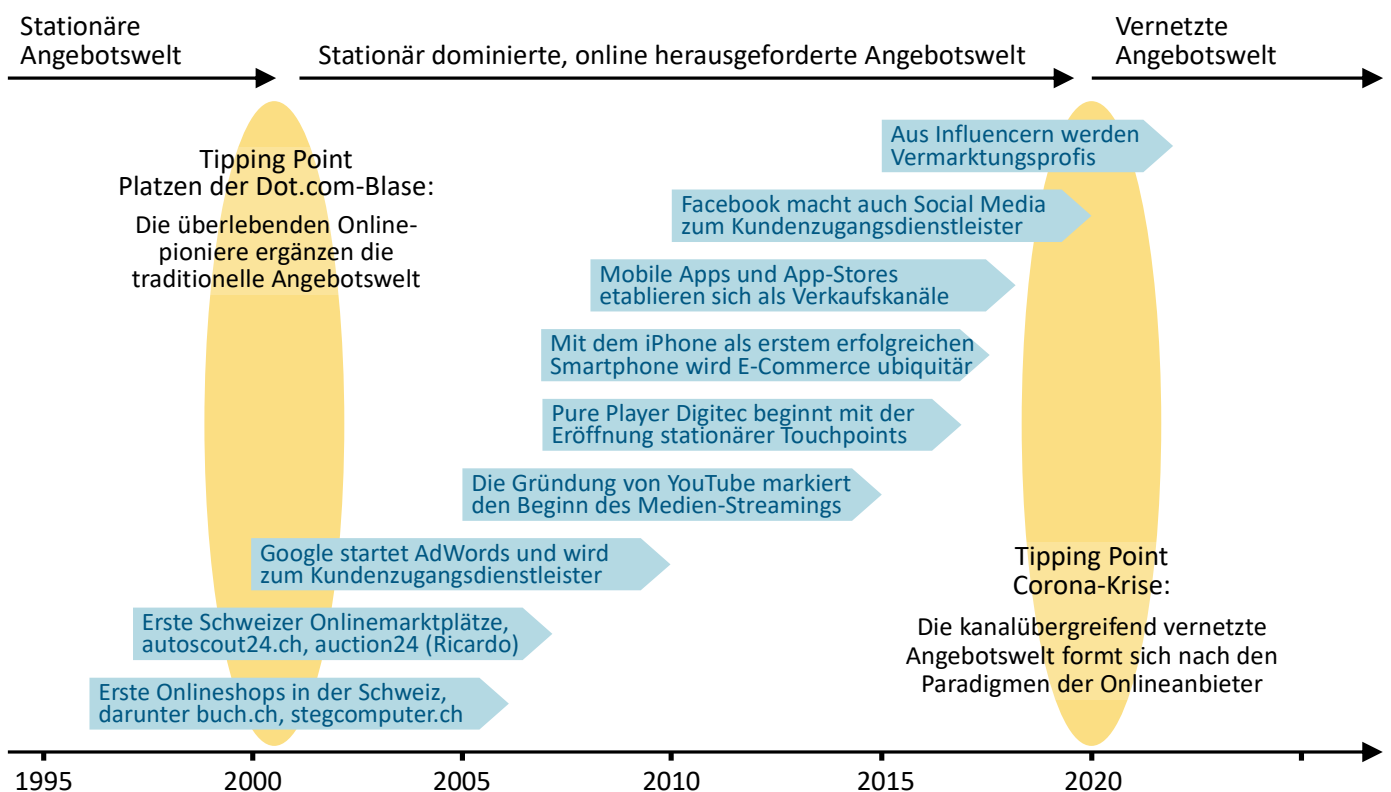 Stationäre
Angebotswelt
Stationär dominierte, online herausgeforderte Angebotswelt
Vernetzte
Angebotswelt
Tipping Point
Platzen der Dot.com-Blase:
Die überlebenden Online-
pioniere ergänzen die
traditionelle Angebotswelt
Aus Influencern werden
Vermarktungsprofis
Facebook macht auch Social Media
zum Kundenzugangsdienstleister
Mobile Apps und App-Stores
etablieren sich als Verkaufskanäle
Mit dem iPhone als erstem erfolgreichen
Smartphone wird E-Commerce ubiquitär
Pure Player Digitec beginnt mit der
Eröffnung stationärer Touchpoints
Die Gründung von YouTube markiert
den Beginn des Medien-Streamings
Google startet AdWords und wird
zum Kundenzugangsdienstleister
Erste Schweizer Onlinemarktplätze,
autoscout24.ch, auction24 (Ricardo)
Erste Onlineshops in der Schweiz,
darunter buch.ch, stegcomputer.ch
Tipping Point
Corona-Krise:
Die kanalübergreifend vernetzte
Angebotswelt formt sich nach den
Paradigmen der Onlineanbieter
1995 2000 2005 2010 2015 2020